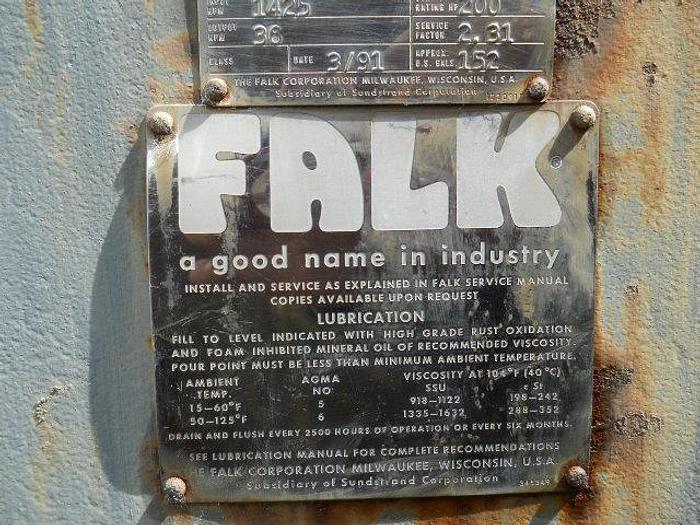 RPM 1425 RATING HP 200
OUTPUT RPM 36 SERVICE FACTOR 2.31
CLASS DATE 3/91 APPROX. U.S. GALS. 152
THE FALK CORPORATION MILWAUKEE, WISCONSIN, U.S.A.
Subsidiary of Sundstrand Corporation
FALK®
a good name in industry
INSTALL AND SERVICE AS EXPLAINED IN FALK SERVICE MANUAL
COPIES AVAILABLE UPON REQUEST
LUBRICATION
FILL TO LEVEL INDICATED WITH HIGH GRADE RUST OXIDATION
AND FOAM INHIBITED MINERAL OIL OF RECOMMENDED VISCOSITY.
POUR POINT MUST BE LESS THAN MINIMUM AMBIENT TEMPERATURE.
AMBIENT AGMA VISCOSITY AT 104°F (40°C)
TEMP. NO SSU cSt
15-60°F 5 918-1122 198-242
50-125°F 6 1335-1632 288-352
DRAIN AND FLUSH EVERY 2500 HOURS OF OPERATION OR EVERY SIX MONTHS.
SEE LUBRICATION MANUAL FOR COMPLETE RECOMMENDATIONS
HE FALK CORPORATION MILWAUKEE, WISCONSIN, U.S.A
Subsidiary of Sundstrand Corporation 345349